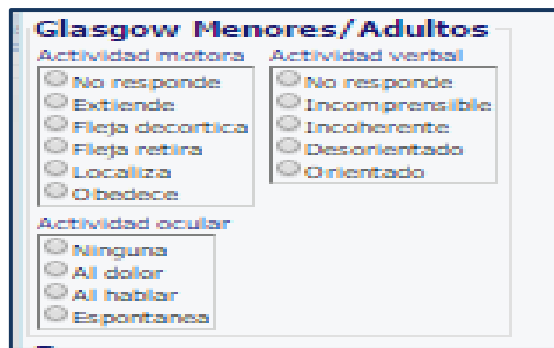 Glasgow Menores/Adultos
Actividad motora
No responde
Extiende
Fleja decortica
Fleja retira
Localiza
Obedece
Actividad verbal
No responde
Incomprensible
Incoherente
Desorientado
Orientado
Actividad ocular
Ninguna
Al dolor
Al hablar
Espontanea